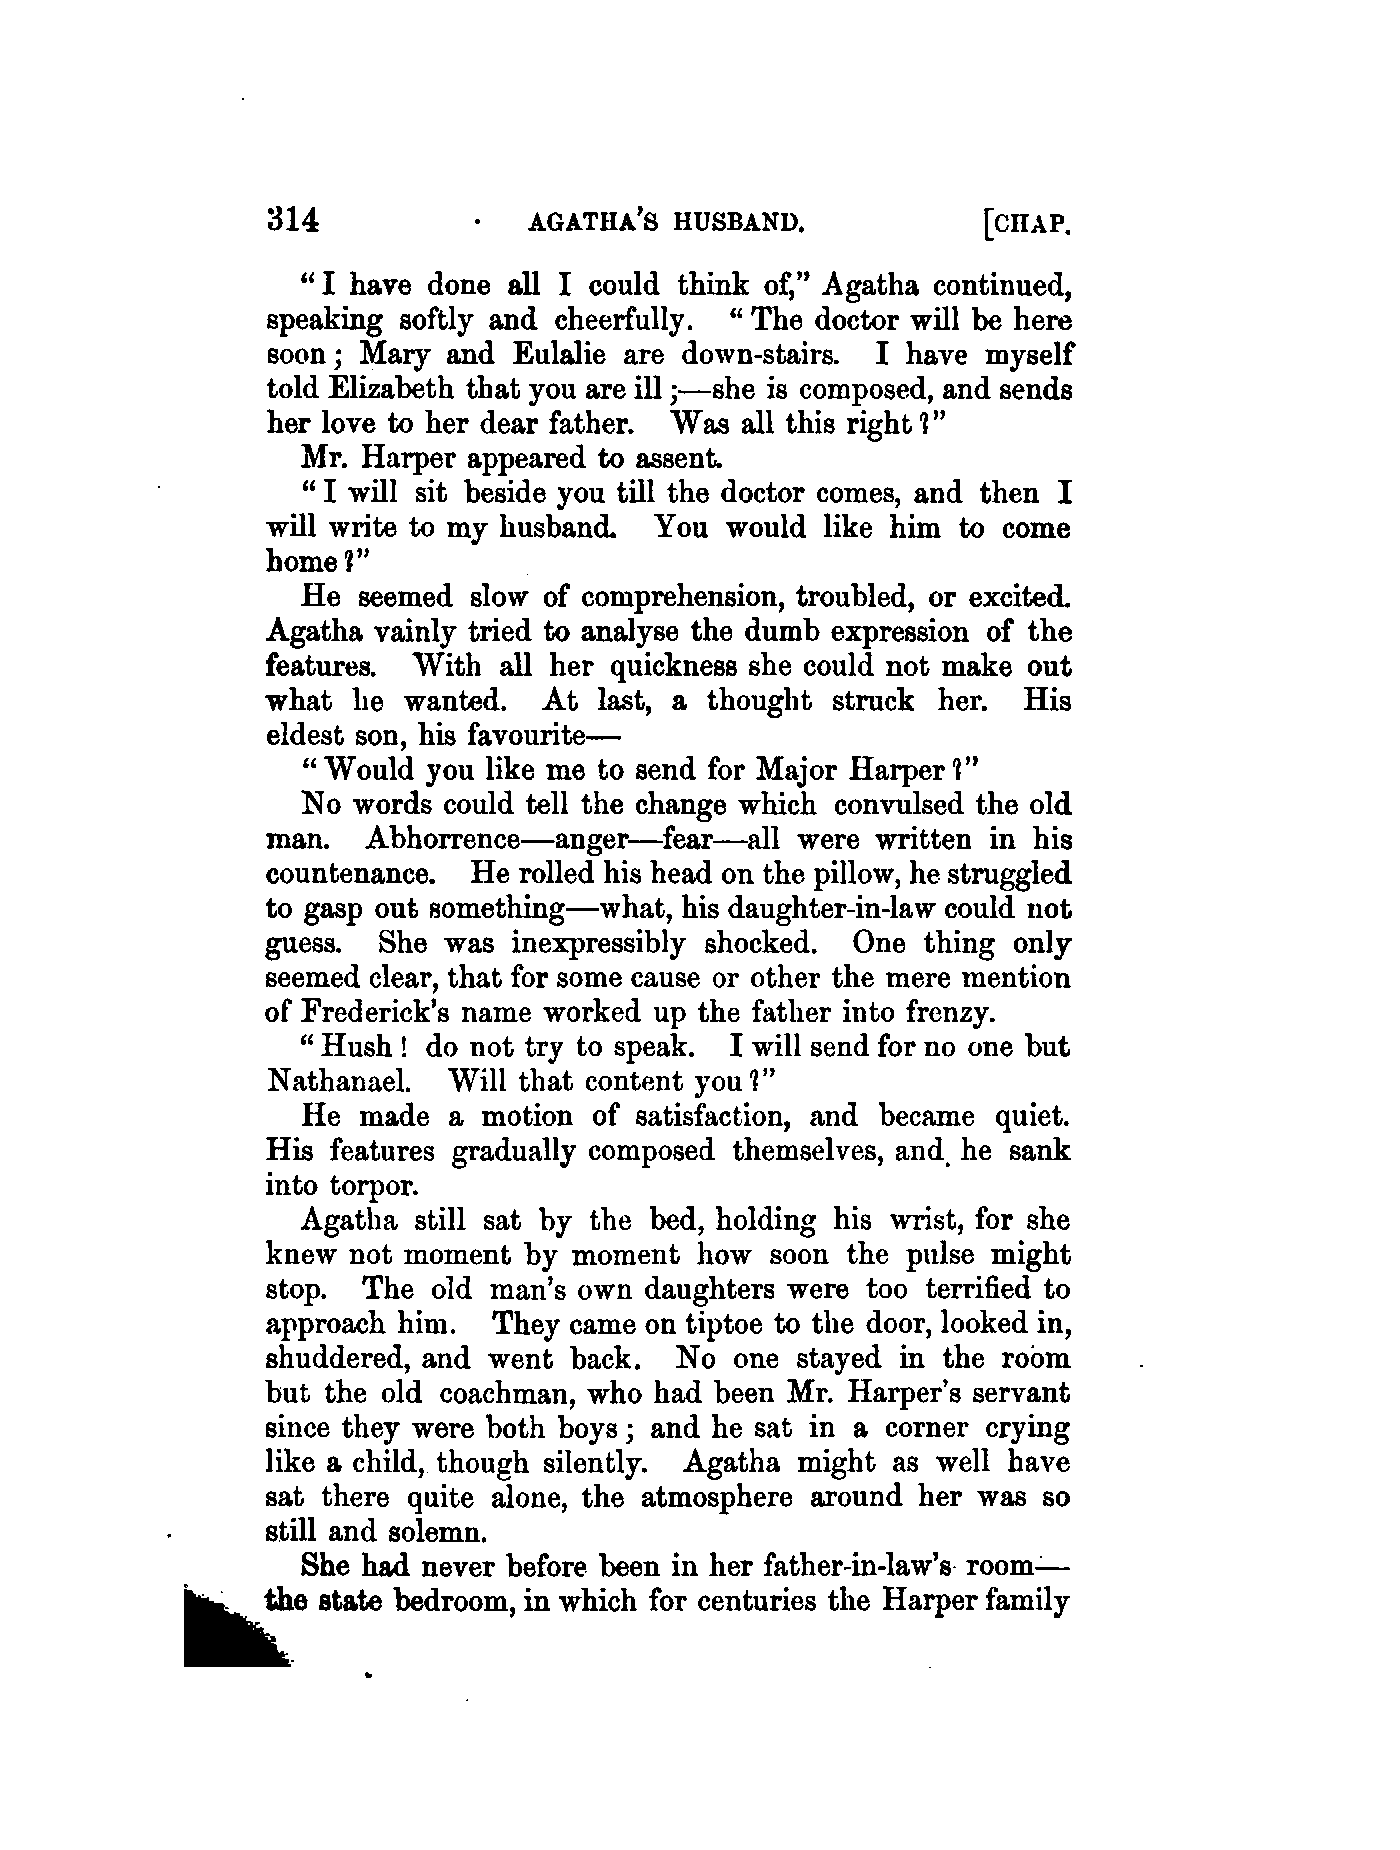 314 AGATHA'S HUSBAND. [CHAP.
"I have done all I could think of," Agatha continued,
speaking softly and cheerfully. "The doctor will be here
soon; Mary and Eulalie are down-stairs. I have myself
told Elizabeth that you are ill;—she is composed, and sends
her love to her dear father. Was all this right?"
Mr. Harper appeared to assent.
"I will sit beside you till the doctor comes, and then I
will write to my husband. You would like him to come
home?"
He seemed slow of comprehension, troubled, or excited.
Agatha vainly tried to analyse the dumb expression of the
features. With all her quickness she could not make out
what he wanted. At last, a thought struck her. His
eldest son, his favourite—
"Would you like me to send for Major Harper?"
No words could tell the change which convulsed the old
man. Abhorrence—anger—fear—all were written in his
countenance. He rolled his head on the pillow, he struggled
to gasp out something—what, his daughter-in-law could not
guess. She was inexpressibly shocked. One thing only
seemed clear, that for some cause or other the mere mention
of Frederick's name worked up the father into frenzy.
"Hush! do not try to speak. I will send for no one but
Nathanael. Will that content you?"
He made a motion of satisfaction, and became quiet.
His features gradually composed themselves, and he sank
into torpor.
Agatha still sat by the bed, holding his wrist, for she
knew not moment by moment how soon the pulse might
stop. The old man's own daughters were too terrified to
approach him. They came on tiptoe to the door, looked in,
shuddered, and went back. No one stayed in the room
but the old coachman, who had been Mr. Harper's servant
since they were both boys; and he sat in a corner crying
like a child, though silently. Agatha might as well have
sat there quite alone, the atmosphere around her was so
still and solemn.
She had never before been in her father-in-law's room—
the state bedroom, in which for centuries the Harper family